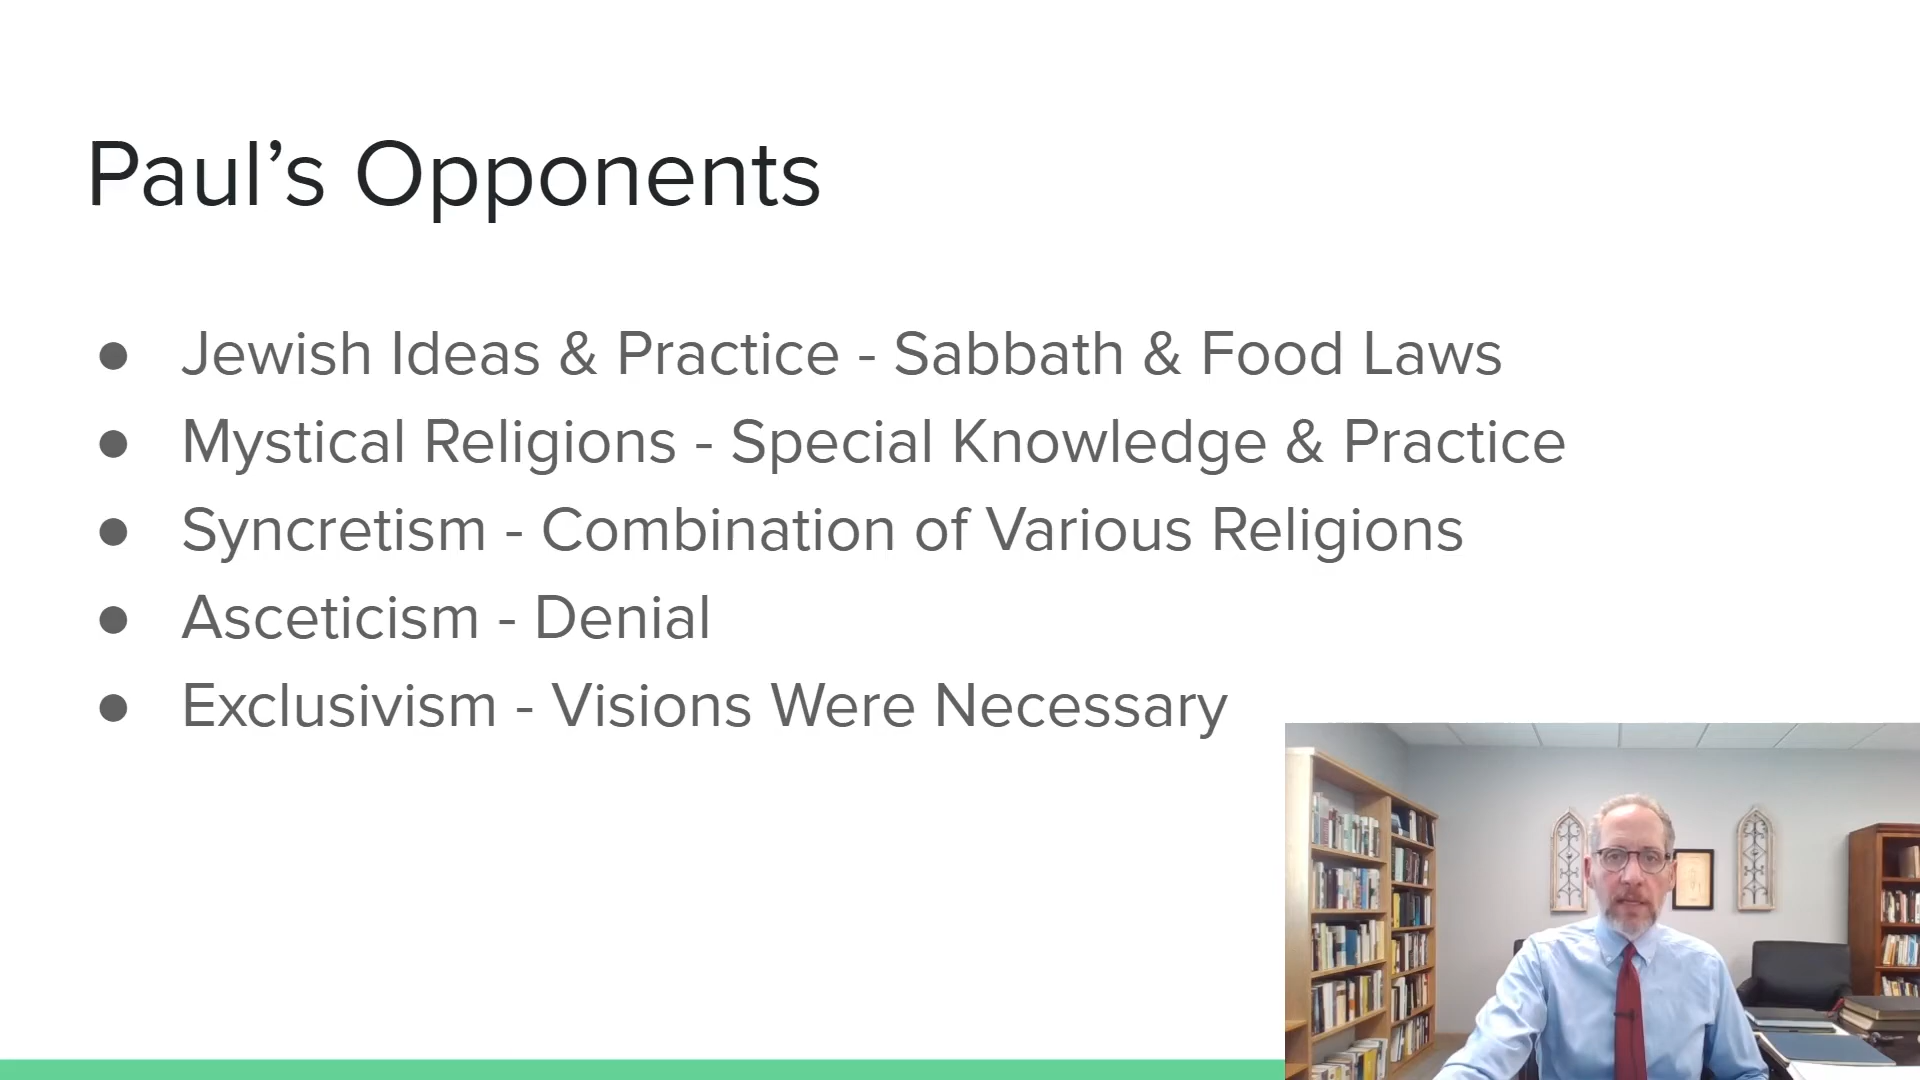 Paul’s Opponents
● Jewish Ideas & Practice - Sabbath & Food Laws
● Mystical Religions - Special Knowledge & Practice
● Syncretism - Combination of Various Religions
● Asceticism - Denial
● Exclusivism - Visions Were Necessary